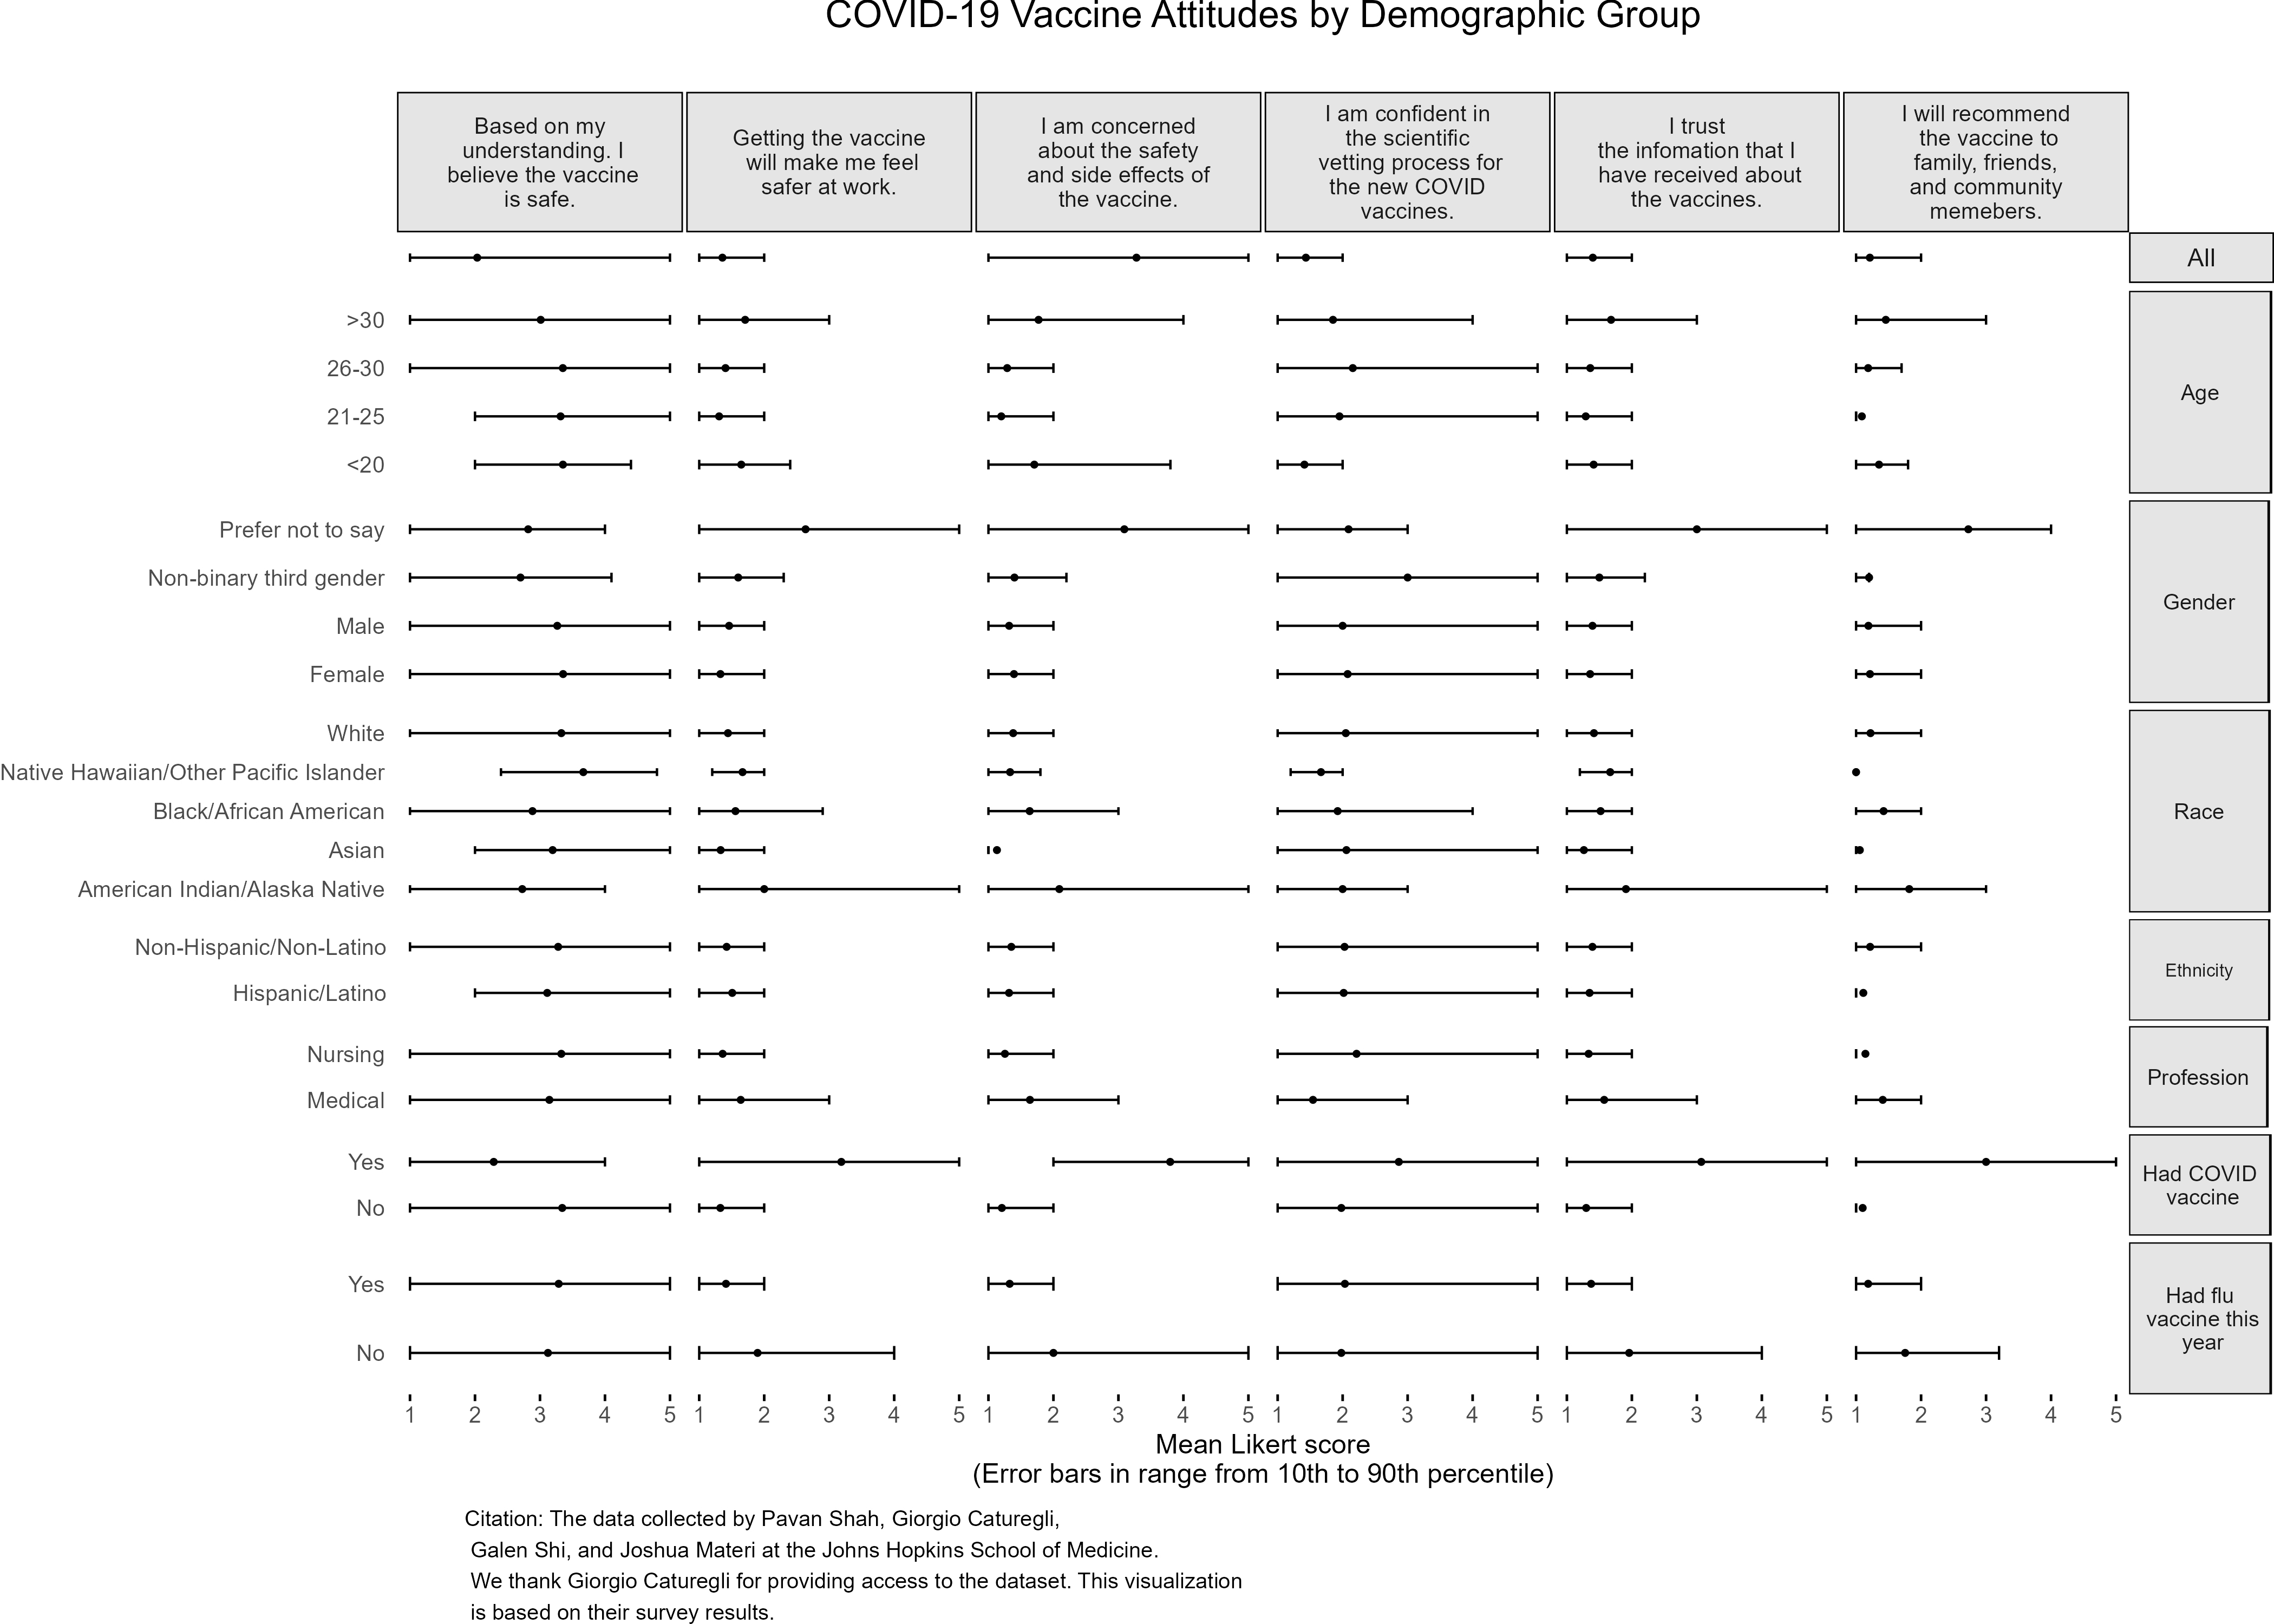 COVID-19 Vaccine Attitudes by Demographic Group
Based on my
understanding. I
believe the vaccine
is safe.
Getting the vaccine
will make me feel
safer at work.
I am concerned
about the safety
and side effects of
the vaccine.
I am confident in
the scientific
vetting process for
the new COVID
vaccines.
I trust
the infomation that I
have received about
the vaccines.
I will recommend
the vaccine to
family, friends,
and community
memebers.
All
>30
26-30
21-25
<20
Age
Prefer not to say
Non-binary third gender
Male
Female
Gender
White
Native Hawaiian/Other Pacific Islander
Black/African American
Asian
American Indian/Alaska Native
Race
Non-Hispanic/Non-Latino
Hispanic/Latino
Ethnicity
Nursing
Medical
Profession
Yes
No
Had COVID
vaccine
Yes
No
Had flu
vaccine this
year
1 2 3 4 5 1 2 3 4 5 1 2 3 4 5 1 2 3 4 5 1 2 3 4 5 1 2 3 4 5
Mean Likert score
(Error bars in range from 10th to 90th percentile)
Citation: The data collected by Pavan Shah, Giorgio Caturegli,
Galen Shi, and Joshua Materi at the Johns Hopkins School of Medicine.
We thank Giorgio Caturegli for providing access to the dataset. This visualization
is based on their survey results.